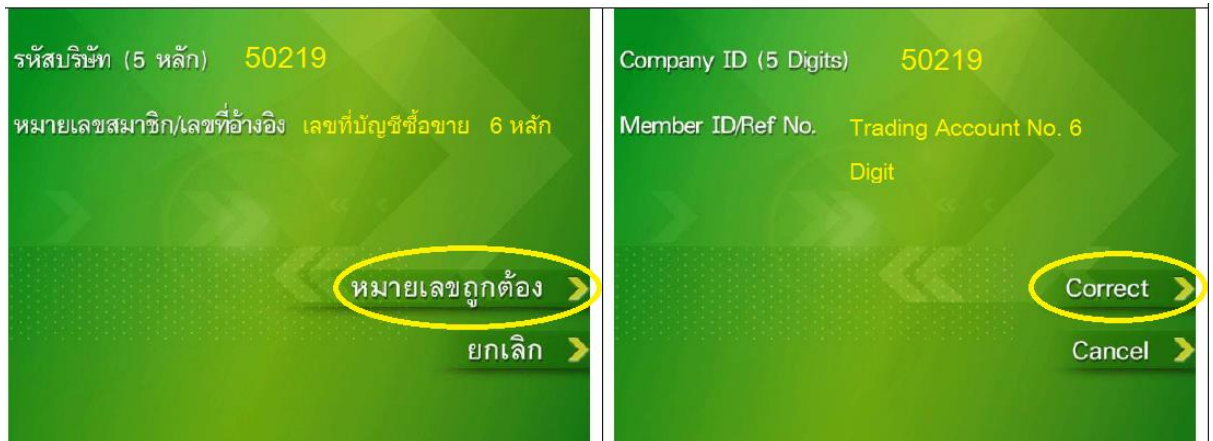 รหัสบริษัท (5 หลัก) 50219
หมายเลขสมาชิก/เลขที่อ้างอิง เลขที่บัญชีซื้อขาย 6 หลัก
หมายเลขถูกต้อง
ยกเลิก
Company ID (5 Digits) 50219
Member ID/Ref No. Trading Account No. 6
Digit
Correct
Cancel